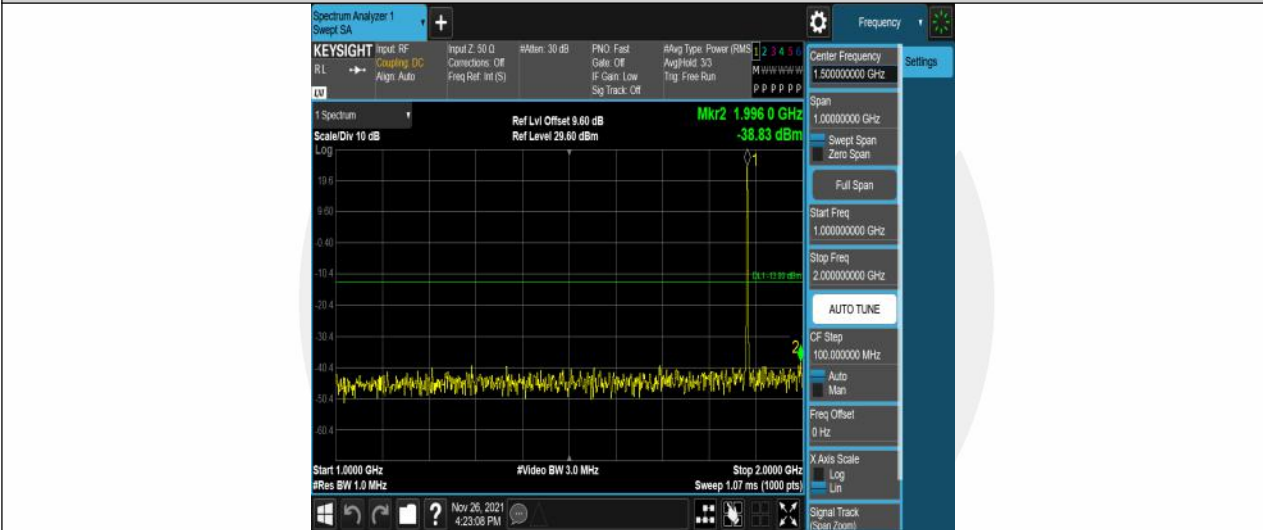 Spectrum Analyzer 1
Swept SA
+
Frequency
KEYSIGHT
RL
LV
Input: RF
Coupling: DC
Align: Auto
Input Z: 50 Ω
Corrections: Off
Freq Ref: Int (S)
#Atten: 30 dB
PNO: Fast
Gate: Off
IF Gain: Low
Sig Track: Off
#Avg Type: Power (RMS
Avg|Hold: 3/3
Trig: Free Run
1 2 3 4 5 6
M W W W W W
P P P P P P
1 Spectrum
Scale/Div 10 dB
Ref Lvl Offset 9.60 dB
Ref Level 29.60 dBm
Mkr2 1.996 0 GHz
-38.83 dBm
Log
1
19.6
9.60
-0.40
-10.4
DL1 -13.00 dBm
-20.4
-30.4
2
-40.4
-50.4
-60.4
Start 1.0000 GHz
#Video BW 3.0 MHz
Stop 2.0000 GHz
#Res BW 1.0 MHz
Sweep 1.07 ms (1000 pts)
?
Nov 26, 2021
4:23:08 PM
Center Frequency
1.500000000 GHz
Settings
Span
1.00000000 GHz
Swept Span
Zero Span
Full Span
Start Freq
1.000000000 GHz
Stop Freq
2.000000000 GHz
AUTO TUNE
CF Step
100.000000 MHz
Auto
Man
Freq Offset
0 Hz
X Axis Scale
Log
Lin
Signal Track
(Span Zoom)